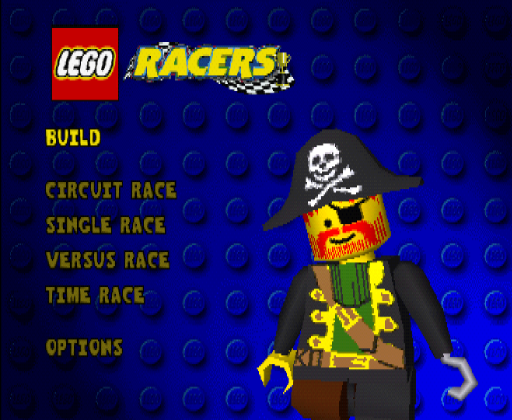 LEGO RACERS
BUILD
CIRCUIT RACE
SINGLE RACE
VERSUS RACE
TIME RACE
OPTIONS